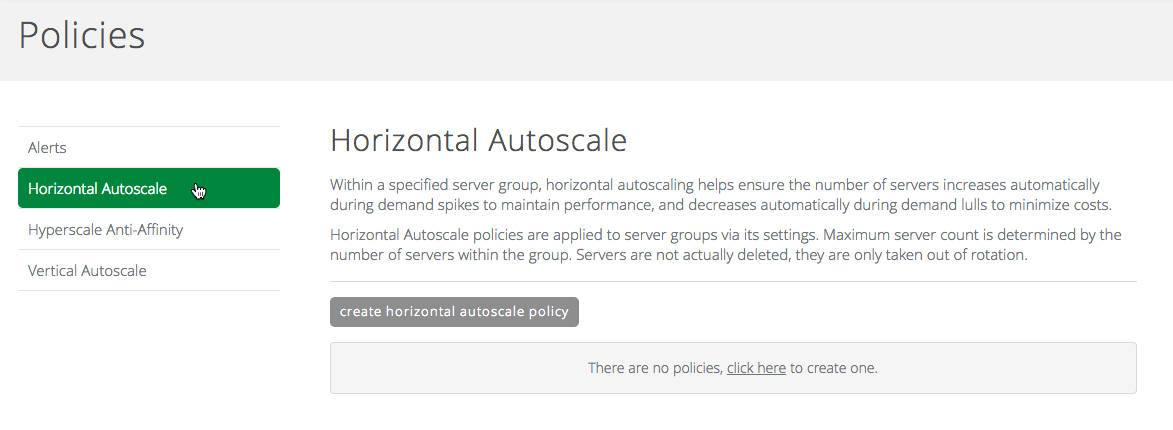 Policies
Alerts
Horizontal Autoscale
Hyperscale Anti-Affinity
Vertical Autoscale
Horizontal Autoscale
Within a specified server group, horizontal autoscaling helps ensure the number of servers increases automatically
during demand spikes to maintain performance, and decreases automatically during demand lulls to minimize costs.
Horizontal Autoscale policies are applied to server groups via its settings. Maximum server count is determined by the
number of servers within the group. Servers are not actually deleted, they are only taken out of rotation.
create horizontal autoscale policy
There are no policies, click here to create one.